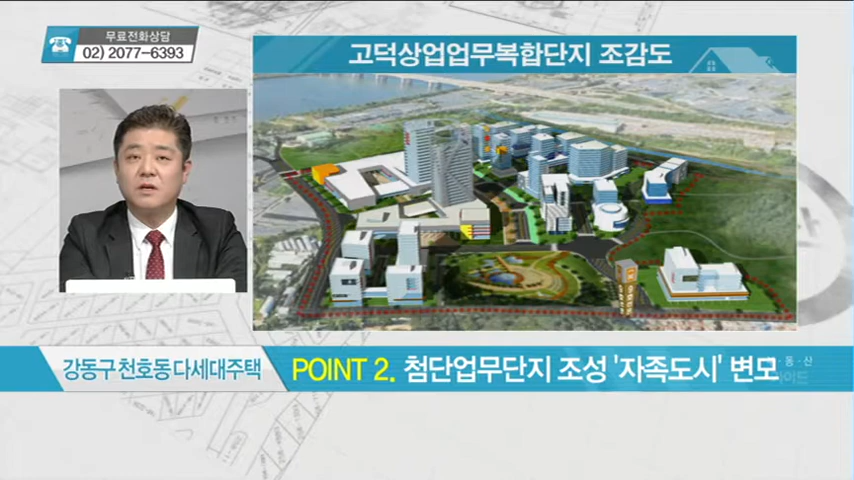 무료전화상담
02) 2077-6393
고덕상업업무복합단지 조감도
강동구 천호동 다세대주택
POINT 2. 첨단업무단지 조성 '자족도시' 변모